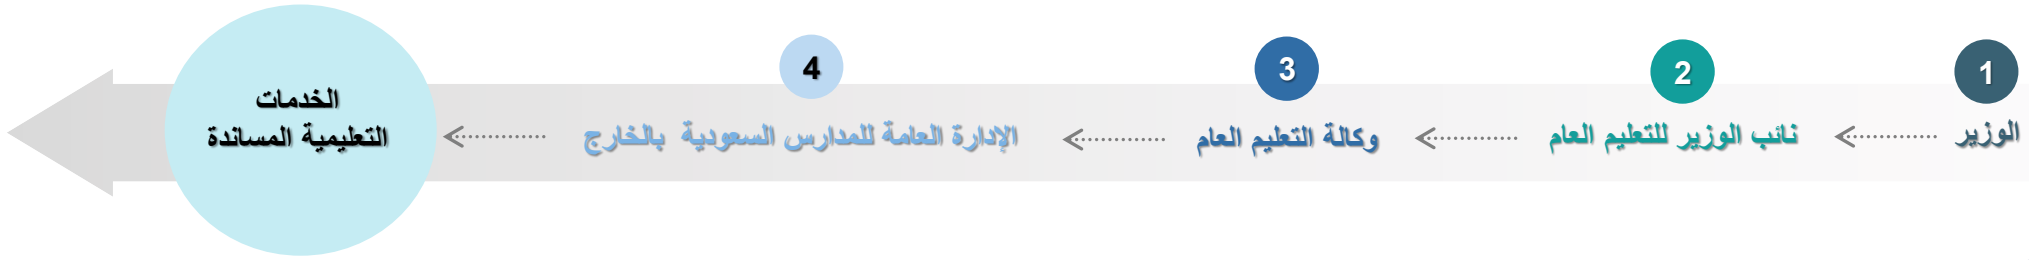 1
الوزير
2
نائب الوزير للتعليم العام
3
وكالة التعليم العام
4
الإدارة العامة للمدارس السعودية بالخارج
الخدمات
التعليمية المساندة